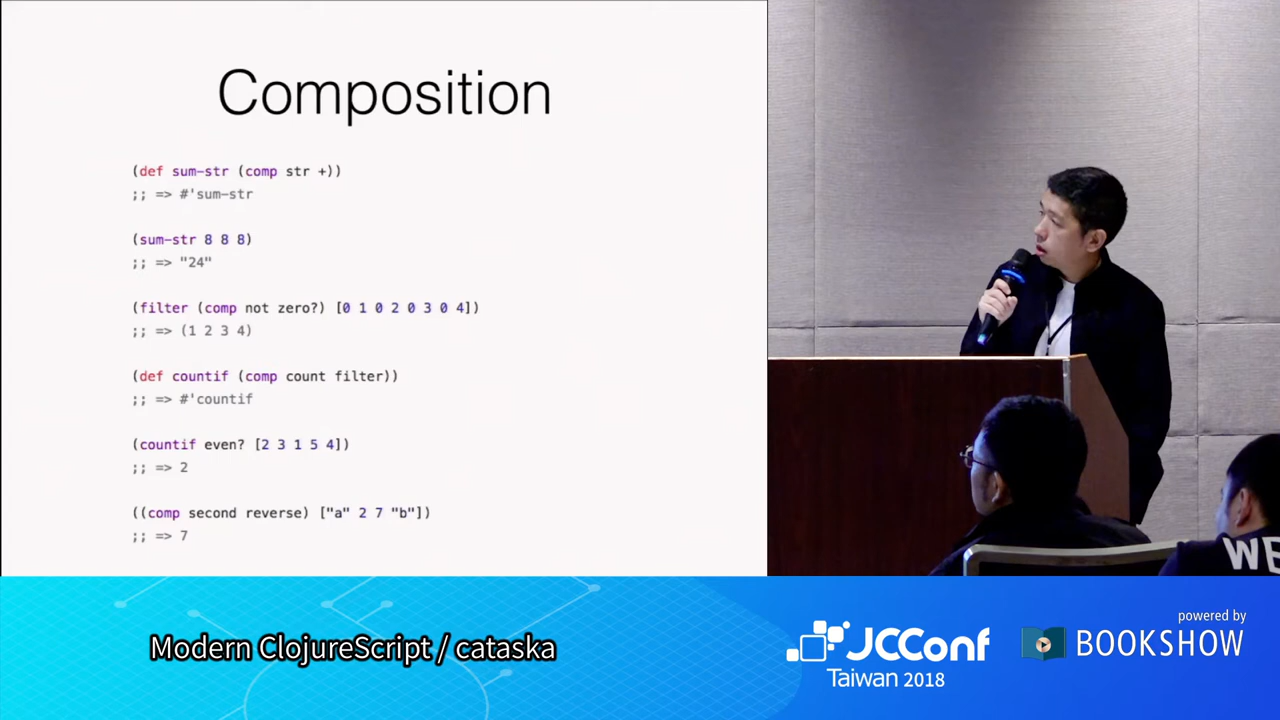 Composition
(def sum-str (comp str +))
;; => #'sum-str
(sum-str 8 8 8)
;; => "24"
(filter (comp not zero?) [0 1 0 2 0 3 0 4])
;; => (1 2 3 4)
(def countif (comp count filter))
;; => #'countif
(countif even? [2 3 1 5 4])
;; => 2
((comp second reverse) ["a" 2 7 "b"])
;; => 7
WE
Modern ClojureScript / cataska
JCConf
Taiwan 2018
powered by
BOOKSHOW